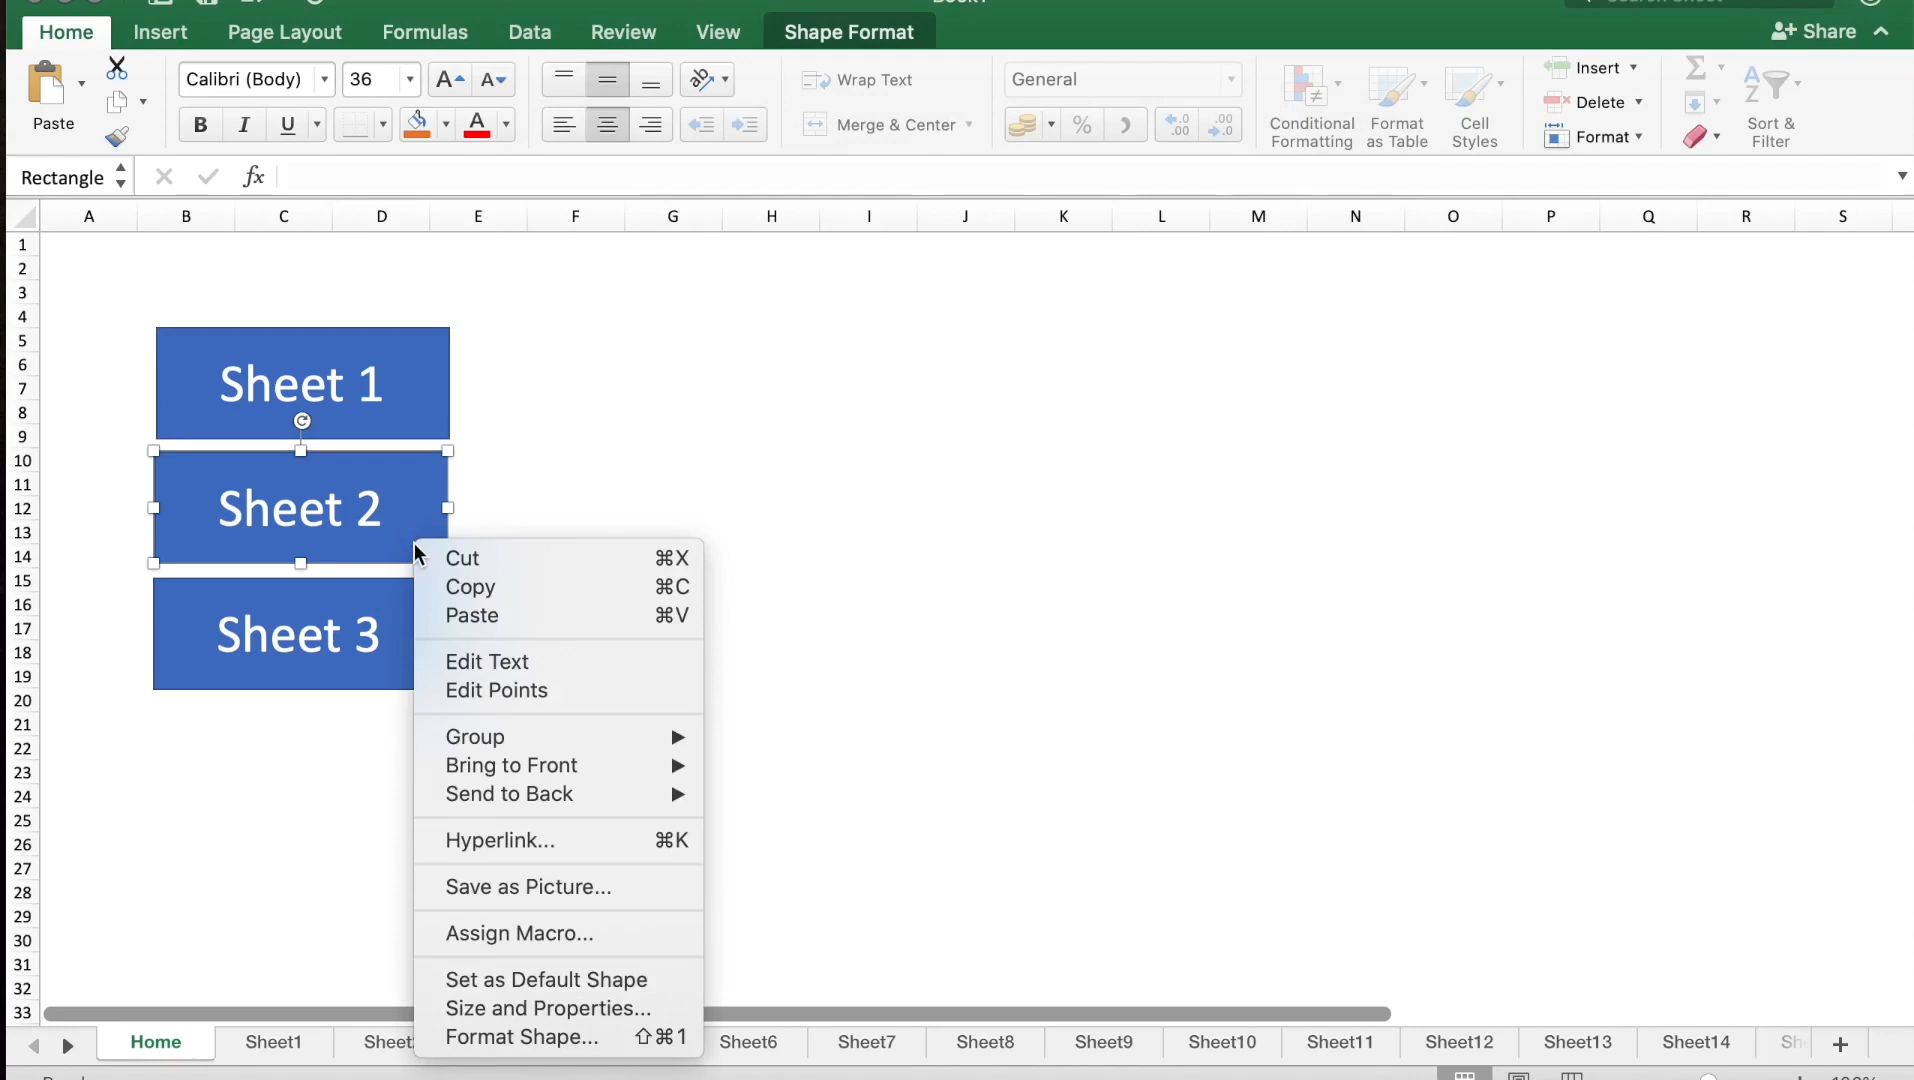 Home Insert Page Layout Formulas Data Review View Shape Format Share
Paste
Calibri (Body) 36
B I U
A A A
Wrap Text
Merge & Center
General
% .00 .0
Conditional Formatting
Format as Table
Cell Styles
Insert
Delete
Format
Sort & Filter
Rectangle fx
A B C D E F G H I J K L M N O P Q R S
1
2
3
4
5
6
7
8
9
10
11
12
13
14
15
16
17
18
19
20
21
22
23
24
25
26
27
28
29
30
31
32
33
Sheet 1
Sheet 2
Sheet 3
Cut ⌘X
Copy ⌘C
Paste ⌘V
Edit Text
Edit Points
Group
Bring to Front
Send to Back
Hyperlink... ⌘K
Save as Picture...
Assign Macro...
Set as Default Shape
Size and Properties...
Format Shape... ⇧⌘1
Home Sheet1 Sheet Sheet6 Sheet7 Sheet8 Sheet9 Sheet10 Sheet11 Sheet12 Sheet13 Sheet14